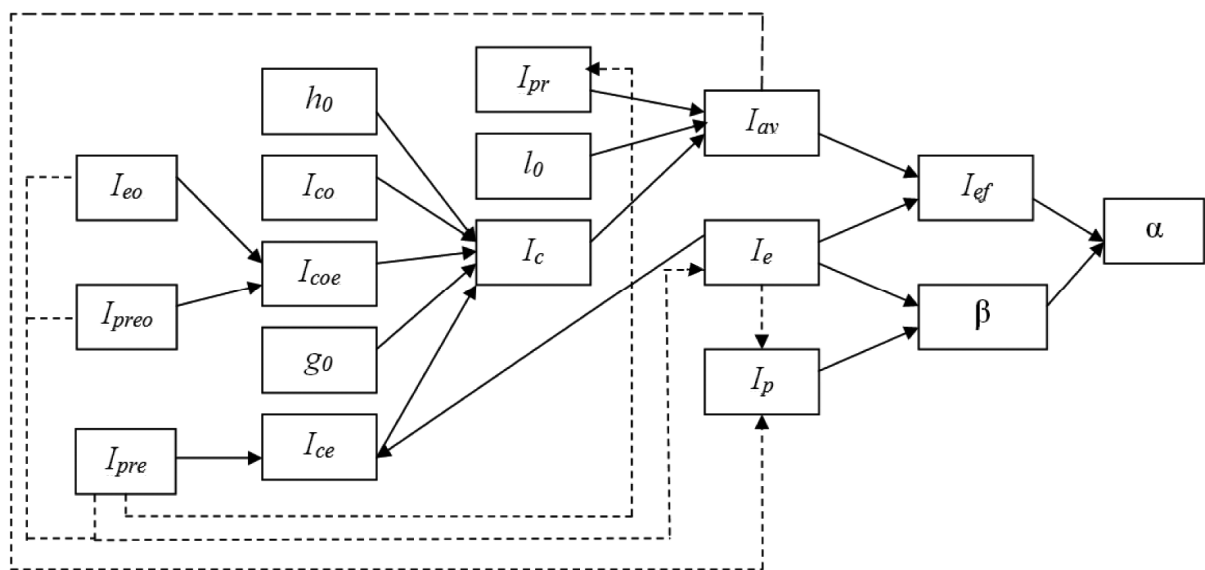 I_pr
h_0
I_av
I_eo
I_co
l_0
I_ef
α
I_c
I_e
I_coe
I_preo
β
g_0
I_p
I_pre
I_ce